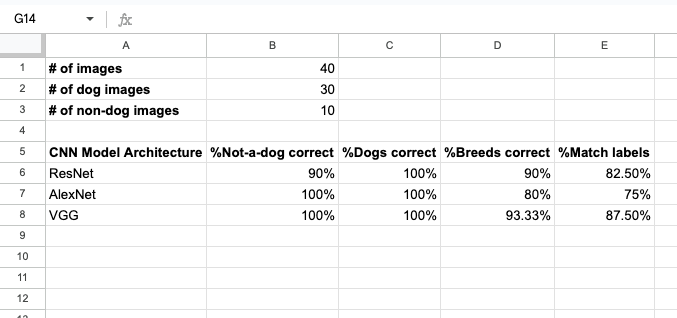 G14 fx
A B C D E
1 # of images 40
2 # of dog images 30
3 # of non-dog images 10
4
5 CNN Model Architecture %Not-a-dog correct %Dogs correct %Breeds correct %Match labels
6 ResNet 90% 100% 90% 82.50%
7 AlexNet 100% 100% 80% 75%
8 VGG 100% 100% 93.33% 87.50%
9
10
11
12